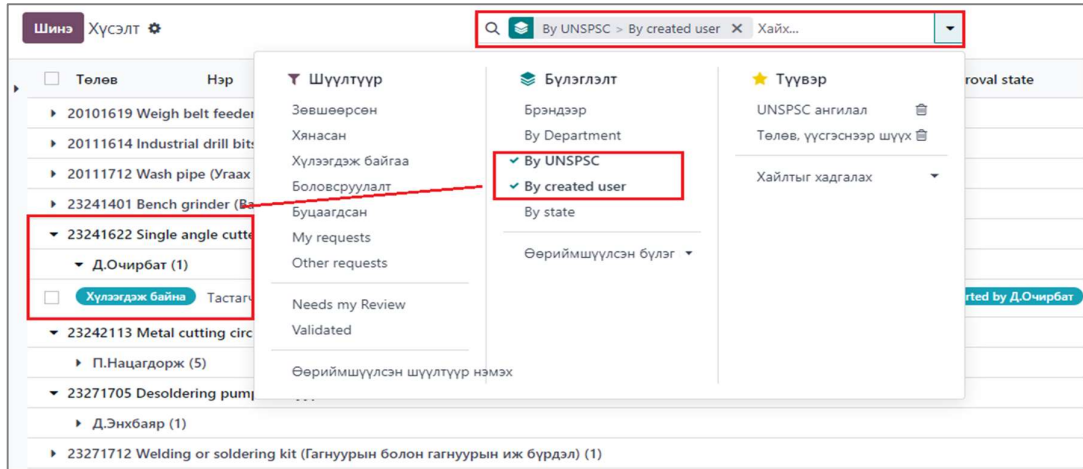 Шинэ Хүсэлт
By UNSPSC > By created user Хайх...
Төлөв Нэр
roval state
20101619 Weigh belt feeder
20111614 Industrial drill bits
20111712 Wash pipe (Угаах
23241401 Bench grinder (Ва
23241622 Single angle cutte
Д.Очирбат (1)
Хүлээгдэж байна Тастагч
rted by Д.Очирбат
23242113 Metal cutting circ
П.Нацагдорж (5)
23271705 Desoldering pump
Д.Энхбаяр (1)
23271712 Welding or soldering kit (Гагнуурын болон гагнуурын иж бүрдэл) (1)
Шүүлтүүр
Зөвшөөрсөн
Хянасан
Хүлээгдэж байгаа
Боловсруулалт
Буцаагдсан
My requests
Other requests
Needs my Review
Validated
Өөриймшүүлсэн шүүлтүүр нэмэх
Бүлэглэлт
Брэндээр
By Department
By UNSPSC
By created user
By state
Өөриймшүүлсэн бүлэг
Түүвэр
UNSPSC ангилал
Төлөв, үүсгэснээр шүүх
Хайлтыг хадгалах